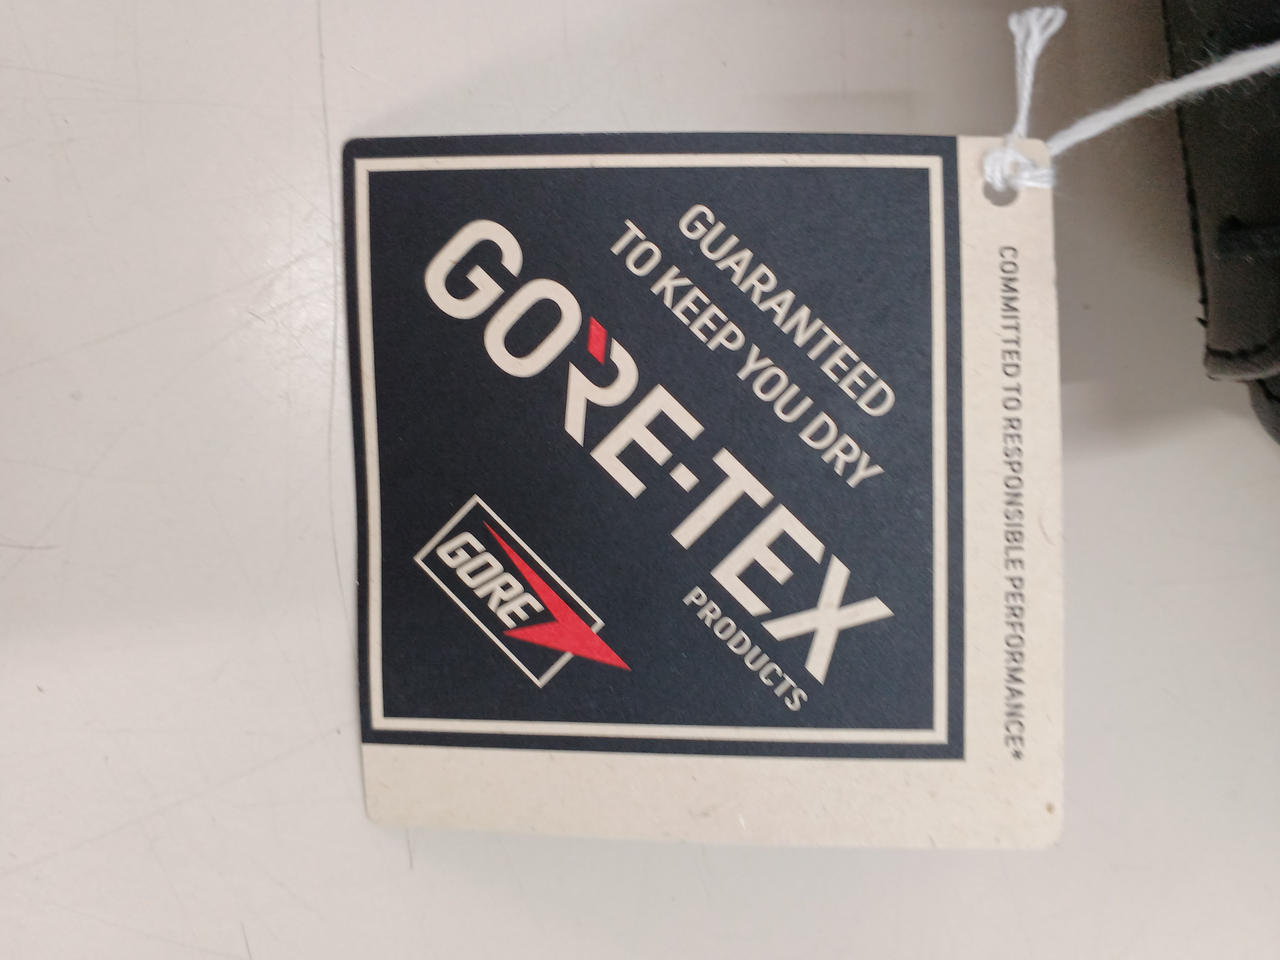 COMMITTED TO RESPONSIBLE PERFORMANCE*
GUARANTEED
TO KEEP YOU DRY
GORE-TEX
PRODUCTS
GORE